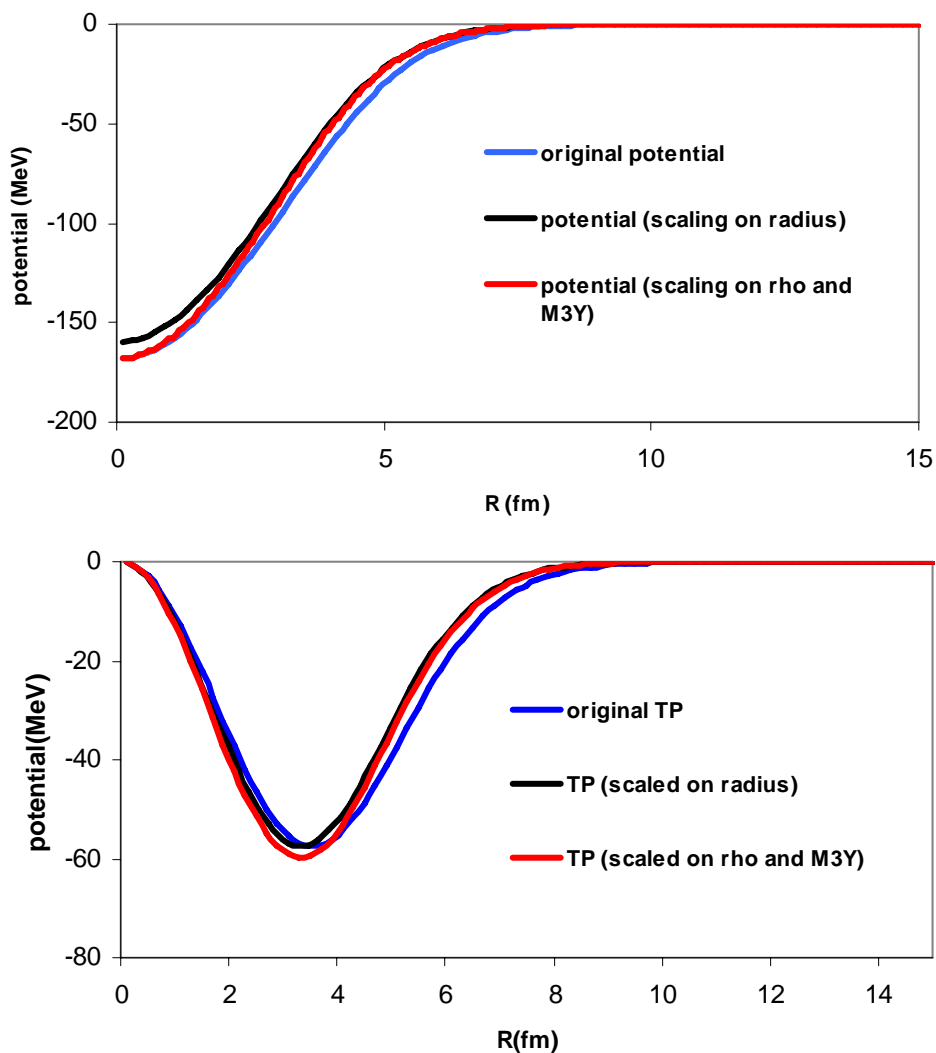 0
-50
-100
-150
-200
potential (MeV)
original potential
potential (scaling on radius)
potential (scaling on rho and
M3Y)
0
5
10
15
R (fm)
0
-20
-40
-60
-80
potential(MeV)
original TP
TP (scaled on radius)
TP (scaled on rho and M3Y)
0
2
4
6
8
10
12
14
R(fm)